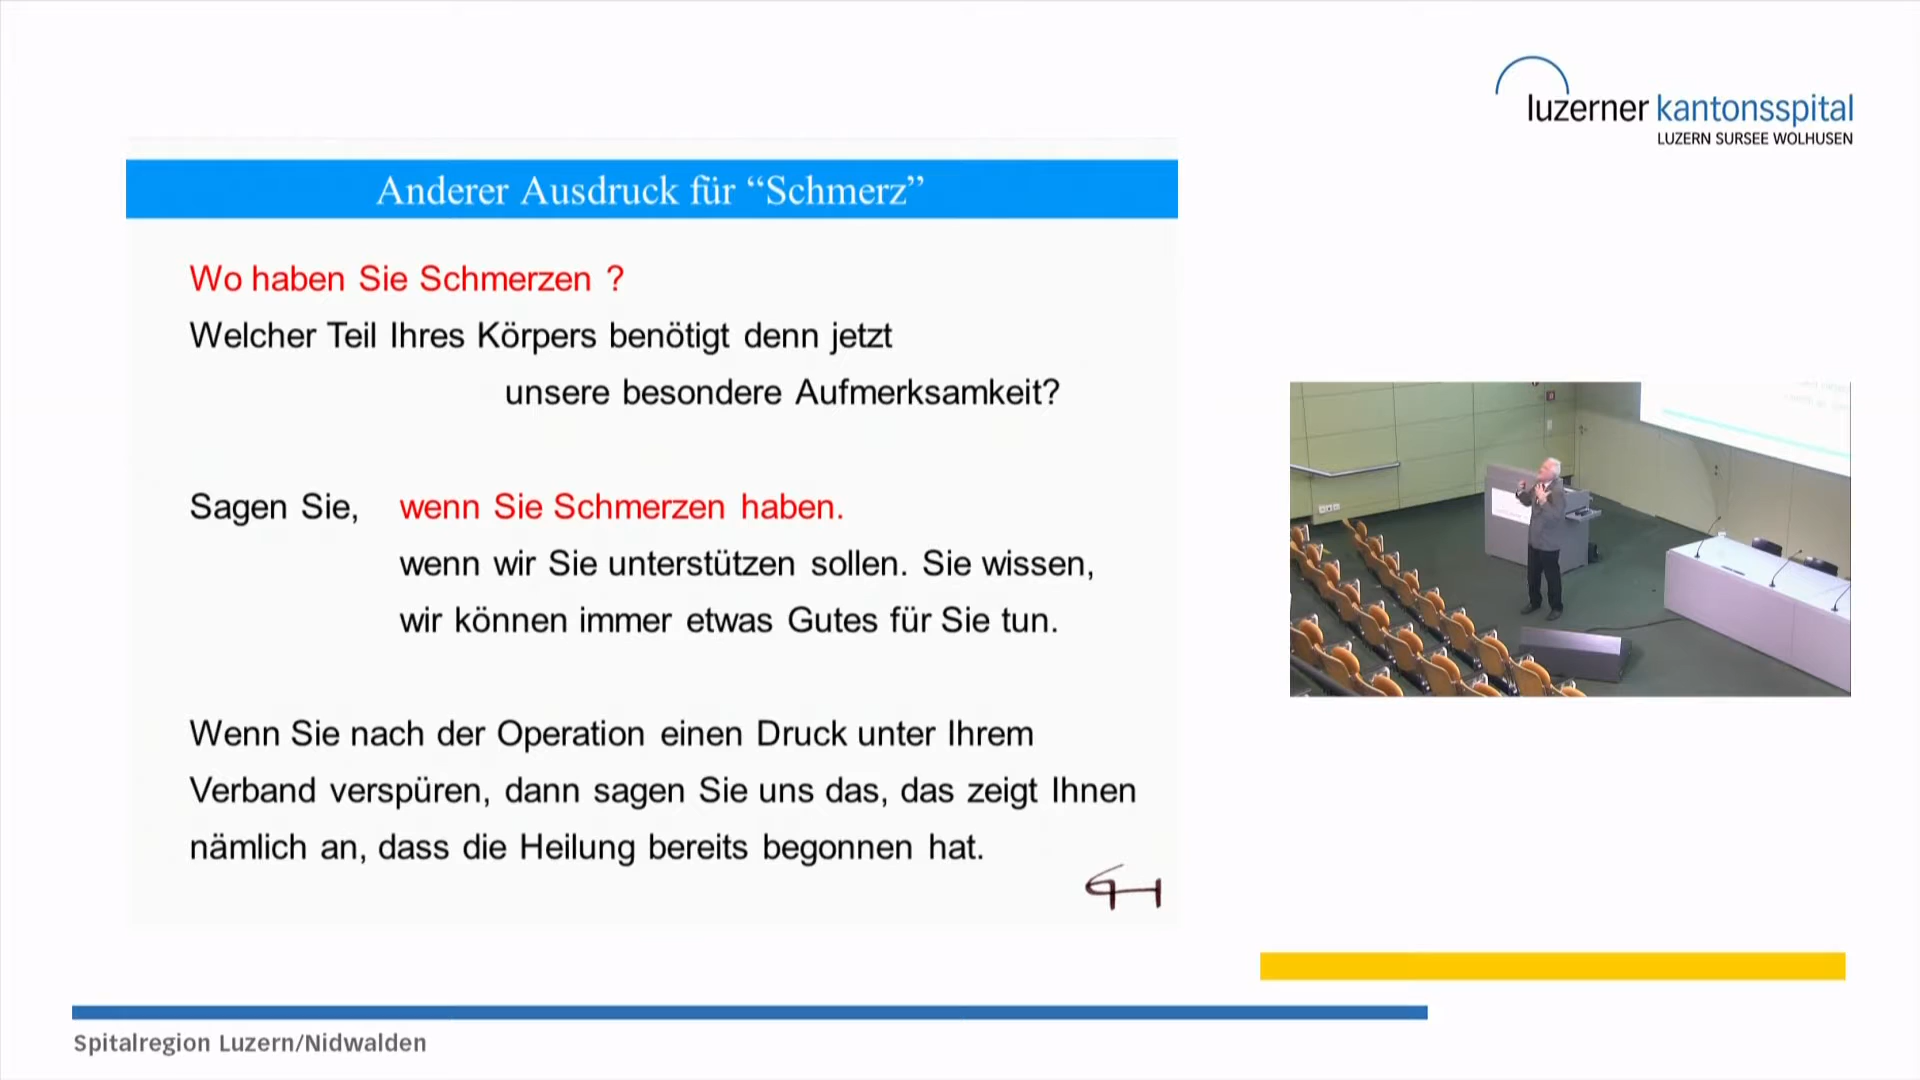 luzerner kantonsspital
LUZERN SURSEE WOLHUSEN
Anderer Ausdruck für “Schmerz”
Wo haben Sie Schmerzen ?
Welcher Teil Ihres Körpers benötigt denn jetzt
unsere besondere Aufmerksamkeit?
Sagen Sie, wenn Sie Schmerzen haben.
wenn wir Sie unterstützen sollen. Sie wissen,
wir können immer etwas Gutes für Sie tun.
Wenn Sie nach der Operation einen Druck unter Ihrem
Verband verspüren, dann sagen Sie uns das, das zeigt Ihnen
nämlich an, dass die Heilung bereits begonnen hat.
Spitalregion Luzern/Nidwalden